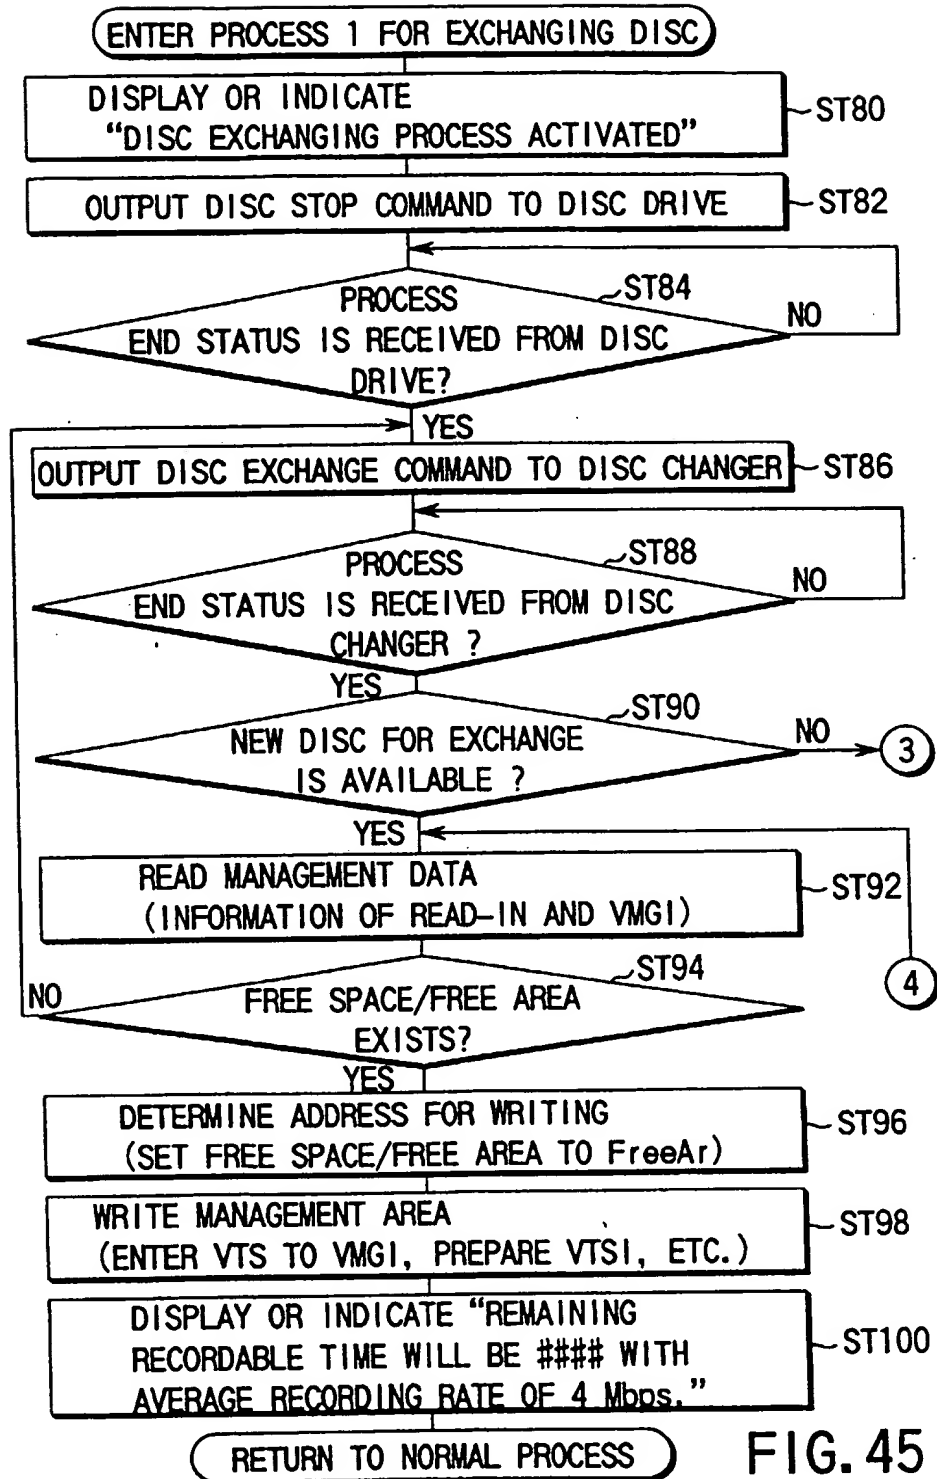 ENTER PROCESS 1 FOR EXCHANGING DISC
DISPLAY OR INDICATE
"DISC EXCHANGING PROCESS ACTIVATED"
ST80
OUTPUT DISC STOP COMMAND TO DISC DRIVE
ST82
ST84
PROCESS
END STATUS IS RECEIVED FROM DISC
DRIVE?
NO
YES
OUTPUT DISC EXCHANGE COMMAND TO DISC CHANGER
ST86
ST88
PROCESS
END STATUS IS RECEIVED FROM DISC
CHANGER ?
NO
YES
ST90
NEW DISC FOR EXCHANGE
IS AVAILABLE ?
NO
3
YES
READ MANAGEMENT DATA
(INFORMATION OF READ-IN AND VMGI)
ST92
4
ST94
NO
FREE SPACE/FREE AREA
EXISTS?
YES
DETERMINE ADDRESS FOR WRITING
(SET FREE SPACE/FREE AREA TO FreeAr)
ST96
WRITE MANAGEMENT AREA
(ENTER VTS TO VMGI, PREPARE VTSI, ETC.)
ST98
DISPLAY OR INDICATE "REMAINING
RECORDABLE TIME WILL BE #### WITH
AVERAGE RECORDING RATE OF 4 Mbps."
ST100
RETURN TO NORMAL PROCESS
FIG. 45